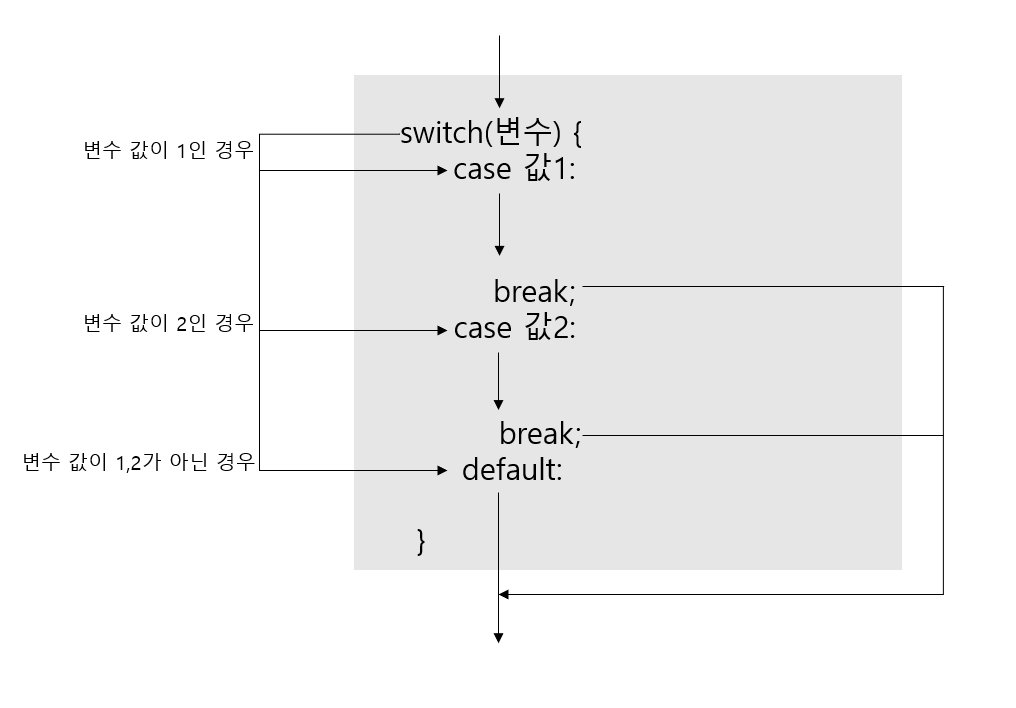 switch(변수) {
변수 값이 1인 경우
case 값1:
break;
변수 값이 2인 경우
case 값2:
break;
변수 값이 1,2가 아닌 경우
default:
}